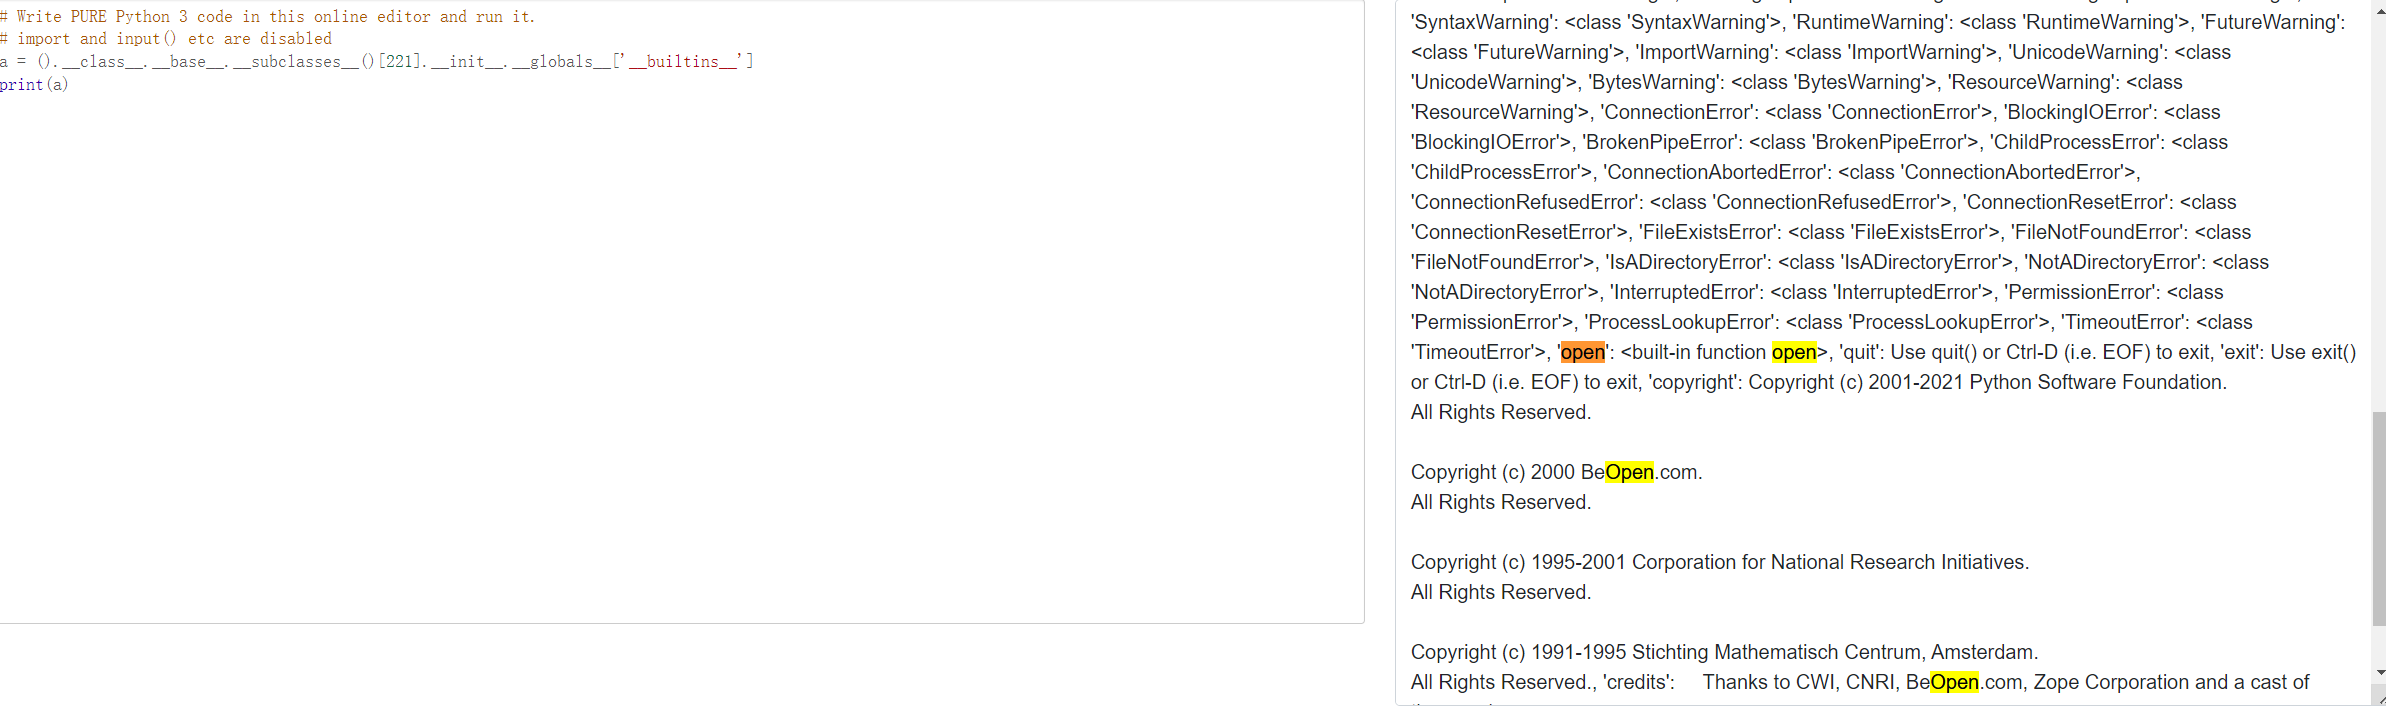 # Write PURE Python 3 code in this online editor and run it.
# import and input() etc are disabled
a = ().__class__.__base__.__subclasses__()[221].__init__.__globals__['__builtins__']
print(a)
'SyntaxWarning': <class 'SyntaxWarning'>, 'RuntimeWarning': <class 'RuntimeWarning'>, 'FutureWarning':
<class 'FutureWarning'>, 'ImportWarning': <class 'ImportWarning'>, 'UnicodeWarning': <class
'UnicodeWarning'>, 'BytesWarning': <class 'BytesWarning'>, 'ResourceWarning': <class
'ResourceWarning'>, 'ConnectionError': <class 'ConnectionError'>, 'BlockingIOError': <class
'BlockingIOError'>, 'BrokenPipeError': <class 'BrokenPipeError'>, 'ChildProcessError': <class
'ChildProcessError'>, 'ConnectionAbortedError': <class 'ConnectionAbortedError'>,
'ConnectionRefusedError': <class 'ConnectionRefusedError'>, 'ConnectionResetError': <class
'ConnectionResetError'>, 'FileExistsError': <class 'FileExistsError'>, 'FileNotFoundError': <class
'FileNotFoundError'>, 'IsADirectoryError': <class 'IsADirectoryError'>, 'NotADirectoryError': <class
'NotADirectoryError'>, 'InterruptedError': <class 'InterruptedError'>, 'PermissionError': <class
'PermissionError'>, 'ProcessLookupError': <class 'ProcessLookupError'>, 'TimeoutError': <class
'TimeoutError'>, 'open': <built-in function open>, 'quit': Use quit() or Ctrl-D (i.e. EOF) to exit, 'exit': Use exit()
or Ctrl-D (i.e. EOF) to exit, 'copyright': Copyright (c) 2001-2021 Python Software Foundation.
All Rights Reserved.
Copyright (c) 2000 BeOpen.com.
All Rights Reserved.
Copyright (c) 1995-2001 Corporation for National Research Initiatives.
All Rights Reserved.
Copyright (c) 1991-1995 Stichting Mathematisch Centrum, Amsterdam.
All Rights Reserved., 'credits': Thanks to CWI, CNRI, BeOpen.com, Zope Corporation and a cast of